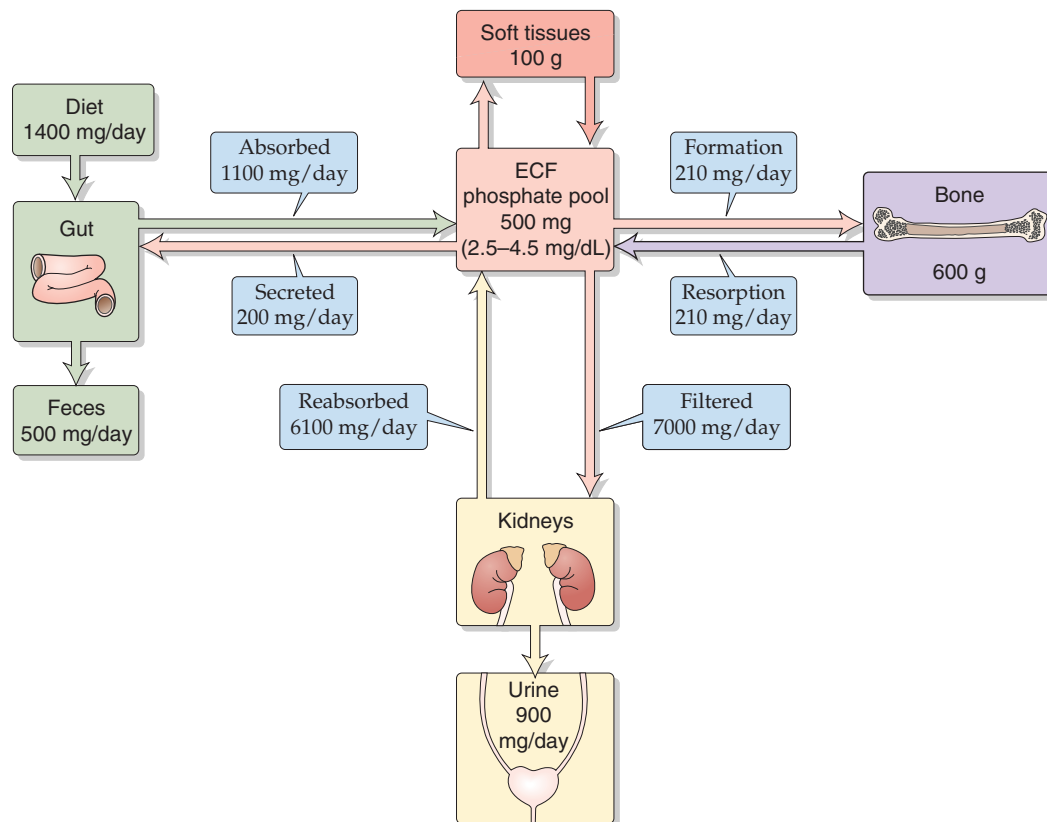 Soft tissues
100 g
Diet
1400 mg/day
Absorbed
1100 mg/day
Formation
210 mg/day
ECF
phosphate pool
500 mg
(2.5–4.5 mg/dL)
Gut
Bone
600 g
Secreted
200 mg/day
Resorption
210 mg/day
Feces
500 mg/day
Reabsorbed
6100 mg/day
Filtered
7000 mg/day
Kidneys
Urine
900
mg/day